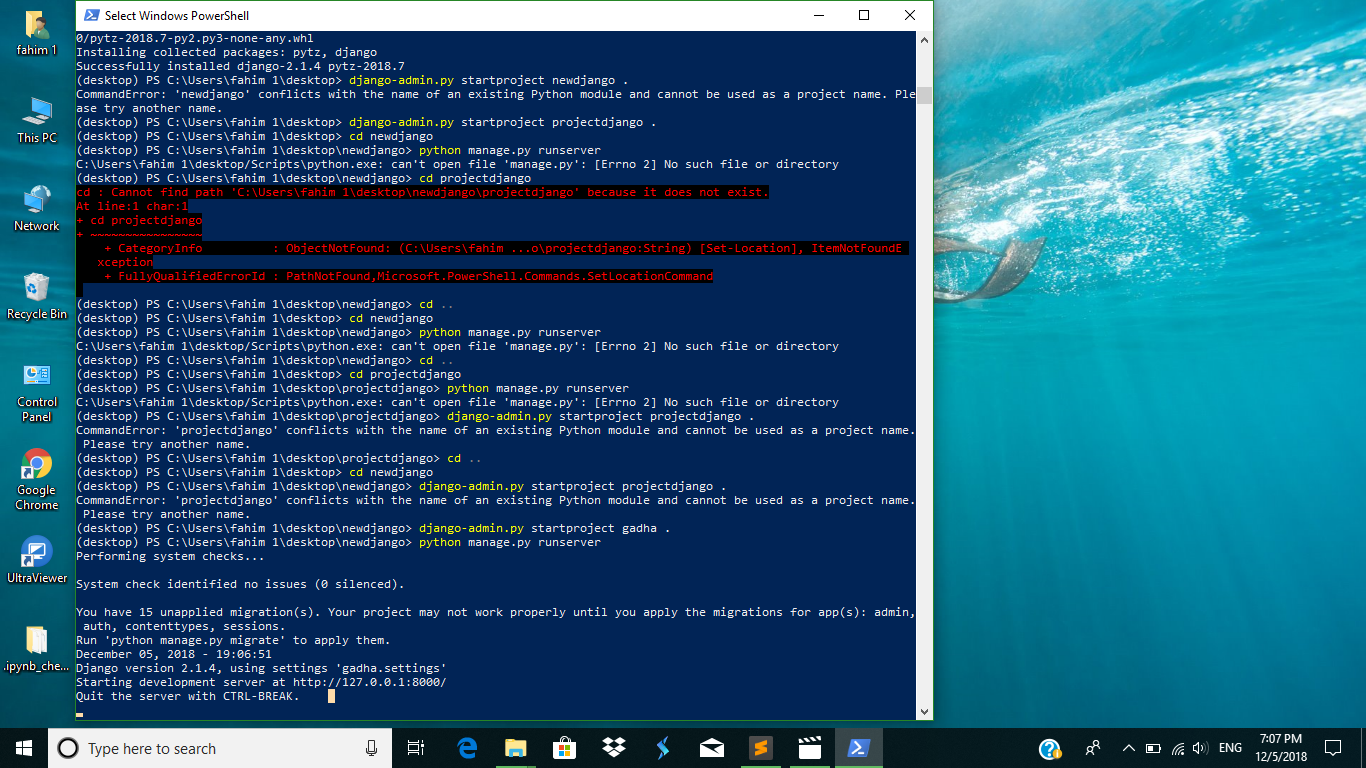 Select Windows PowerShell
0/pytz-2018.7-py2.py3-none-any.whl
Installing collected packages: pytz, django
Successfully installed django-2.1.4 pytz-2018.7
(desktop) PS C:\Users\fahim 1\desktop> django-admin.py startproject newdjango .
CommandError: 'newdjango' conflicts with the name of an existing Python module and cannot be used as a project name. Ple
ase try another name.
(desktop) PS C:\Users\fahim 1\desktop> django-admin.py startproject projectdjango .
(desktop) PS C:\Users\fahim 1\desktop> cd newdjango
(desktop) PS C:\Users\fahim 1\desktop\newdjango> python manage.py runserver
C:\Users\fahim 1\desktop/Scripts\python.exe: can't open file 'manage.py': [Errno 2] No such file or directory
(desktop) PS C:\Users\fahim 1\desktop\newdjango> cd projectdjango
cd : Cannot find path 'C:\Users\fahim 1\desktop\newdjango\projectdjango' because it does not exist.
At line:1 char:1
+ cd projectdjango
+ ~~~~~~~~~~~~~~~~
+ CategoryInfo          : ObjectNotFound: (C:\Users\fahim ...o\projectdjango:String) [Set-Location], ItemNotFoundE
xception
+ FullyQualifiedErrorId : PathNotFound,Microsoft.PowerShell.Commands.SetLocationCommand
(desktop) PS C:\Users\fahim 1\desktop\newdjango> cd ..
(desktop) PS C:\Users\fahim 1\desktop> cd newdjango
(desktop) PS C:\Users\fahim 1\desktop\newdjango> python manage.py runserver
C:\Users\fahim 1\desktop/Scripts\python.exe: can't open file 'manage.py': [Errno 2] No such file or directory
(desktop) PS C:\Users\fahim 1\desktop\newdjango> cd ..
(desktop) PS C:\Users\fahim 1\desktop> cd projectdjango
(desktop) PS C:\Users\fahim 1\desktop\projectdjango> python manage.py runserver
C:\Users\fahim 1\desktop/Scripts\python.exe: can't open file 'manage.py': [Errno 2] No such file or directory
(desktop) PS C:\Users\fahim 1\desktop\projectdjango> django-admin.py startproject projectdjango .
CommandError: 'projectdjango' conflicts with the name of an existing Python module and cannot be used as a project name.
Please try another name.
(desktop) PS C:\Users\fahim 1\desktop\projectdjango> cd ..
(desktop) PS C:\Users\fahim 1\desktop> cd newdjango
(desktop) PS C:\Users\fahim 1\desktop\newdjango> django-admin.py startproject projectdjango .
CommandError: 'projectdjango' conflicts with the name of an existing Python module and cannot be used as a project name.
Please try another name.
(desktop) PS C:\Users\fahim 1\desktop\newdjango> django-admin.py startproject gadha .
(desktop) PS C:\Users\fahim 1\desktop\newdjango> python manage.py runserver
Performing system checks...
System check identified no issues (0 silenced).
You have 15 unapplied migration(s). Your project may not work properly until you apply the migrations for app(s): admin,
auth, contenttypes, sessions.
Run 'python manage.py migrate' to apply them.
December 05, 2018 - 19:06:51
Django version 2.1.4, using settings 'gadha.settings'
Starting development server at http://127.0.0.1:8000/
Quit the server with CTRL-BREAK.
fahim 1
This PC
Network
Recycle Bin
Control
Panel
Google
Chrome
UltraViewer
.ipynb_che...
Type here to search
ENG
7:07 PM
12/5/2018